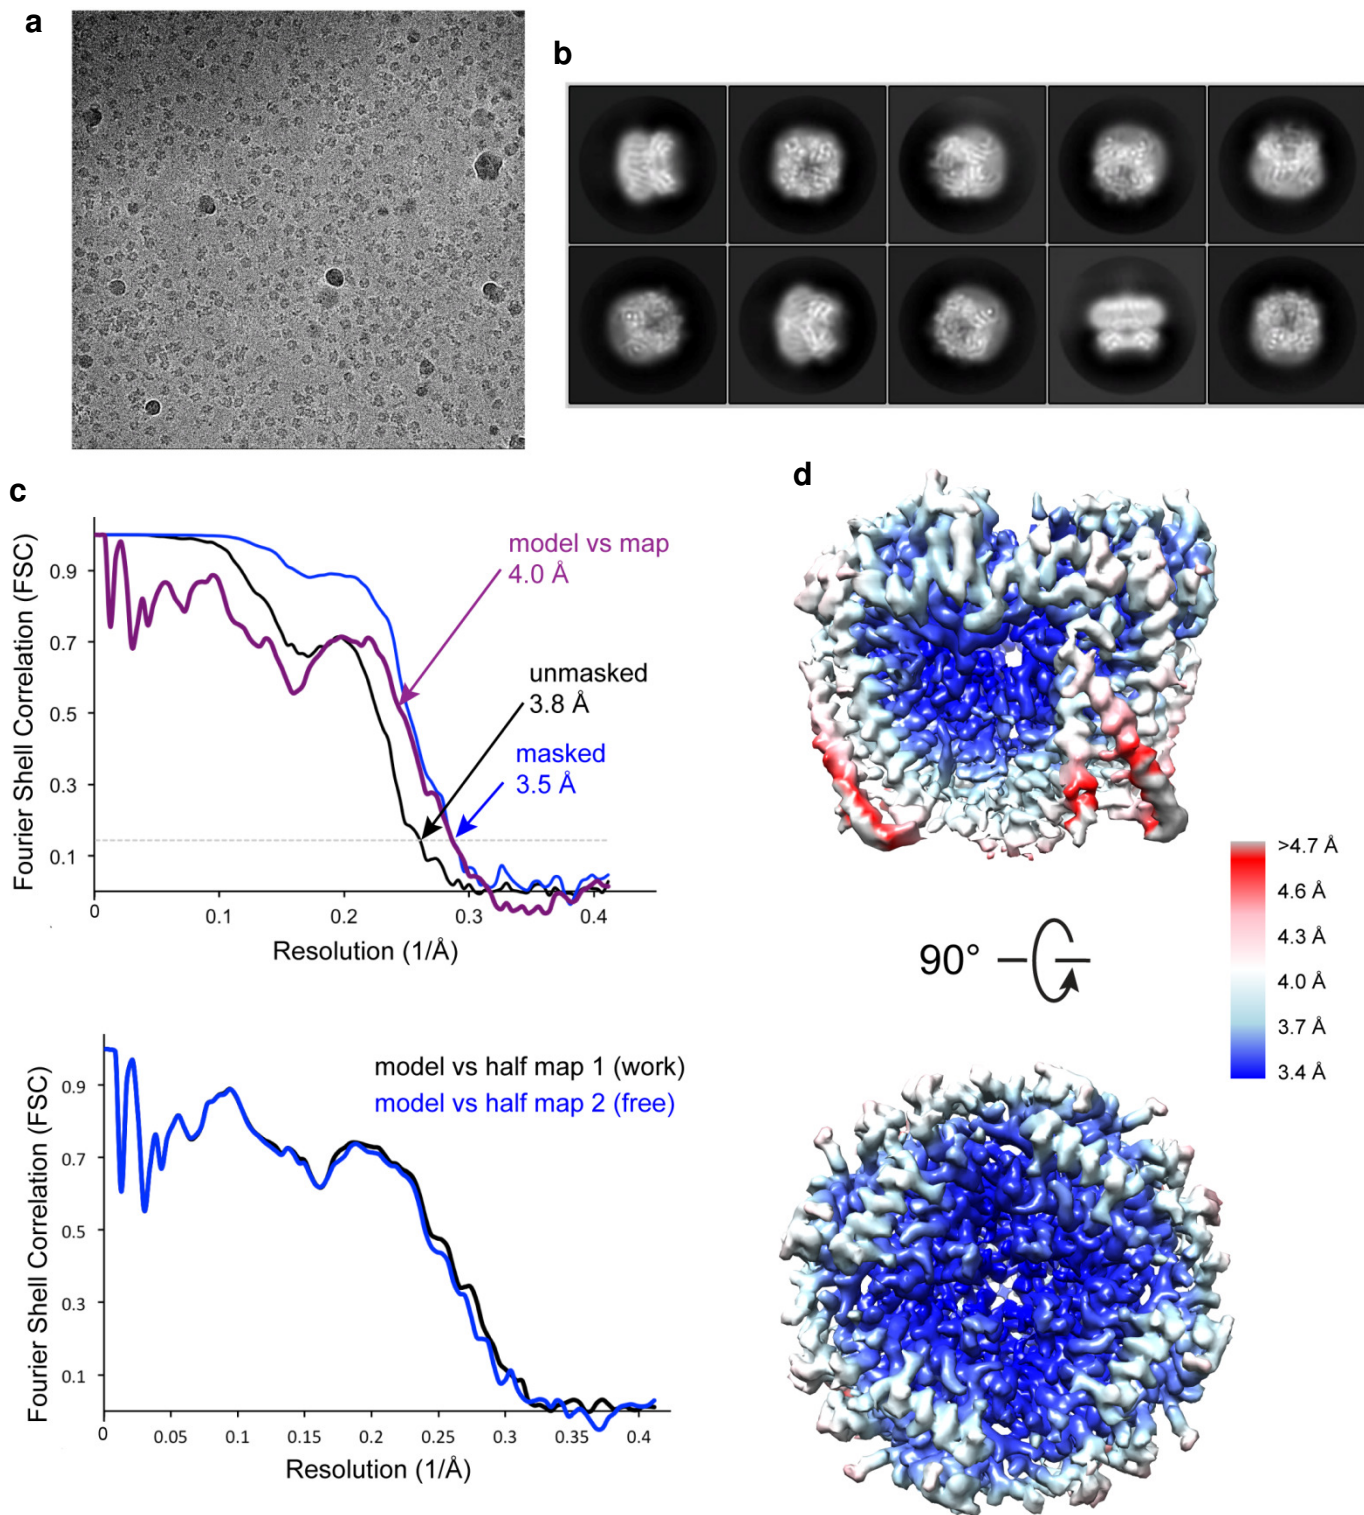 a
b
c
Fourier Shell Correlation (FSC)
0.9
0.7
0.5
0.3
0.1
0
0.1
0.2
0.3
0.4
Resolution (1/Å)
model vs map
4.0 Å
unmasked
3.8 Å
masked
3.5 Å
Fourier Shell Correlation (FSC)
0.9
0.7
0.5
0.3
0.1
0
0.05
0.1
0.15
0.2
0.25
0.3
0.35
0.4
Resolution (1/Å)
model vs half map 1 (work)
model vs half map 2 (free)
d
90°
>4.7 Å
4.6 Å
4.3 Å
4.0 Å
3.7 Å
3.4 Å